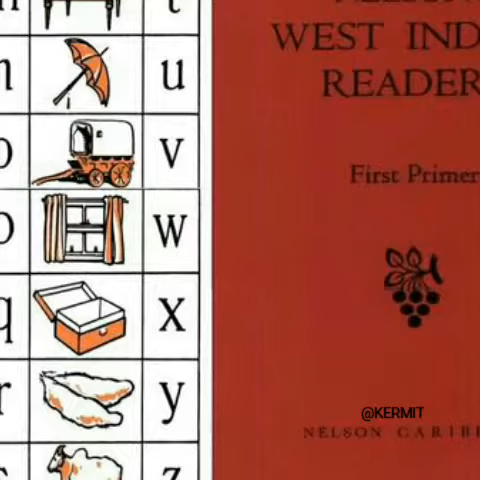 t
u
v
w
q x
r y
z
WEST IND
READER
First Primer
@KERMIT
NELSON CARIB